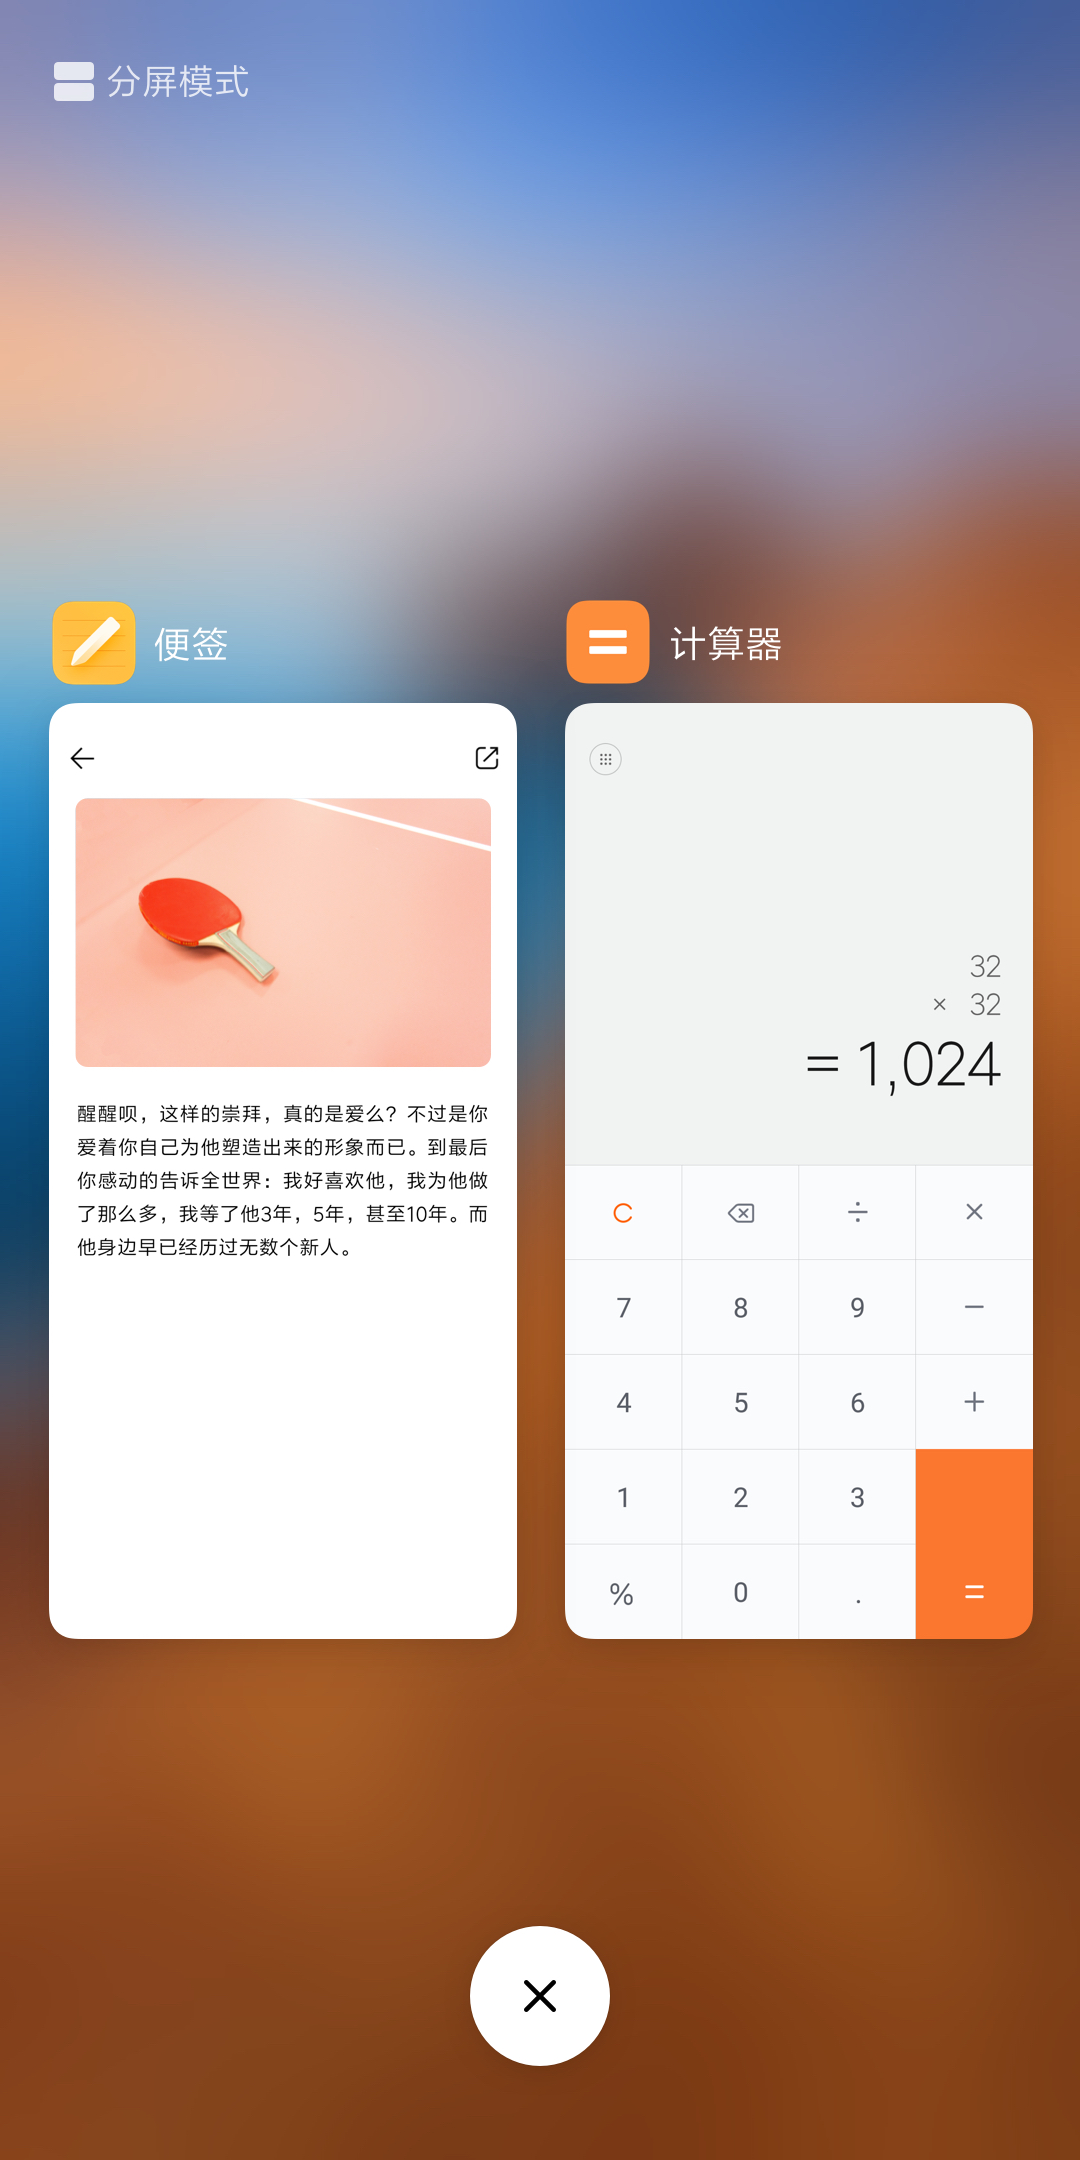 分屏模式
便签
醒醒呗，这样的崇拜，真的是爱么？不过是你
爱着你自己为他塑造出来的形象而已。到最后
你感动的告诉全世界：我好喜欢他，我为他做
了那么多，我等了他3年，5年，甚至10年。而
他身边早已经历过无数个新人。
计算器
32
× 32
= 1,024
C ÷ ×
7 8 9 −
4 5 6 +
1 2 3
% 0 . =